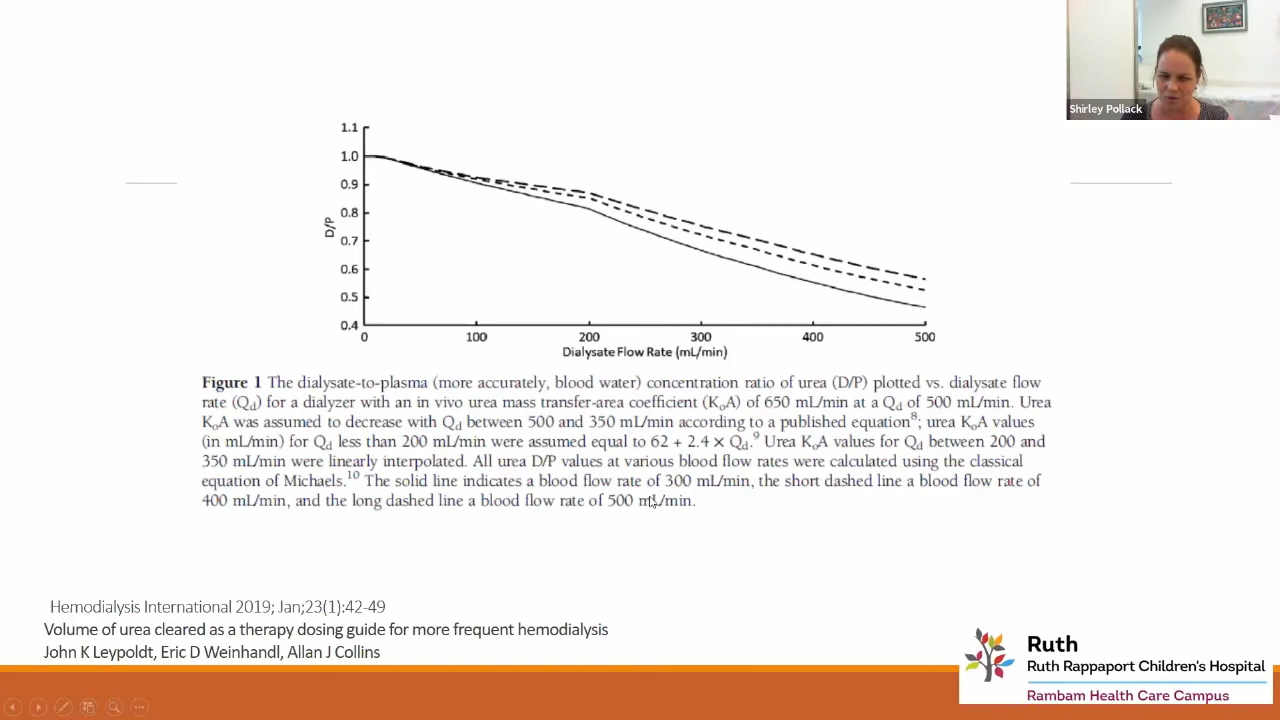 Shirley Pollack
1.1
1.0
0.9
0.8
0.7
0.6
0.5
0.4
D/P
0 100 200 300 400 500
Dialysate Flow Rate (mL/min)
Figure 1 The dialysate-to-plasma (more accurately, blood water) concentration ratio of urea (D/P) plotted vs. dialysate flow
rate (Qd) for a dialyzer with an in vivo urea mass transfer-area coefficient (KoA) of 650 mL/min at a Qd of 500 mL/min. Urea
KoA was assumed to decrease with Qd between 500 and 350 mL/min according to a published equation8; urea KoA values
(in mL/min) for Qd less than 200 mL/min were assumed equal to 62 + 2.4 × Qd.9 Urea KoA values for Qd between 200 and
350 mL/min were linearly interpolated. All urea D/P values at various blood flow rates were calculated using the classical
equation of Michaels.10 The solid line indicates a blood flow rate of 300 mL/min, the short dashed line a blood flow rate of
400 mL/min, and the long dashed line a blood flow rate of 500 mL/min.
Hemodialysis International 2019; Jan;23(1):42-49
Volume of urea cleared as a therapy dosing guide for more frequent hemodialysis
John K Leypoldt, Eric D Weinhandl, Allan J Collins
Ruth
Ruth Rappaport Children's Hospital
Rambam Health Care Campus